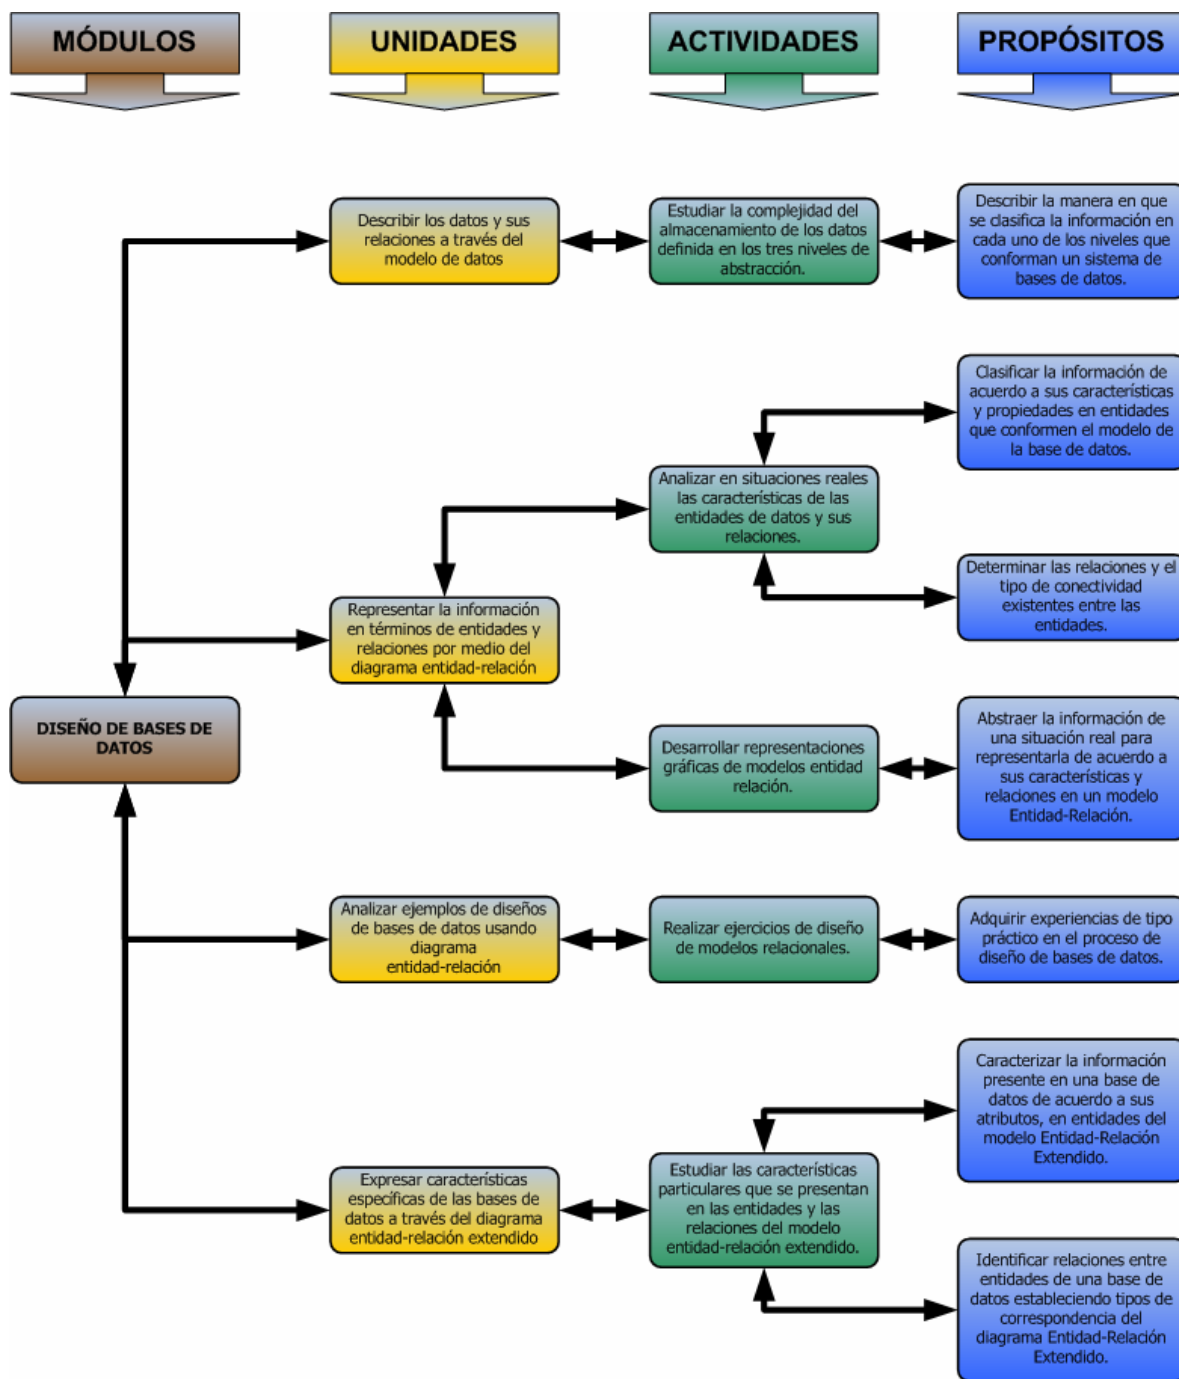 MÓDULOS
UNIDADES
ACTIVIDADES
PROPÓSITOS
Describir los datos y sus
relaciones a través del
modelo de datos
Estudiar la complejidad del
almacenamiento de los datos
definida en los tres niveles de
abstracción.
Describir la manera en que
se clasifica la información en
cada uno de los niveles que
conforman un sistema de
bases de datos.
Clasificar la información de
acuerdo a sus características
y propiedades en entidades
que conformen el modelo de
la base de datos.
Analizar en situaciones reales
las características de las
entidades de datos y sus
relaciones.
Determinar las relaciones y el
tipo de conectividad
existentes entre las
entidades.
Representar la información
en términos de entidades y
relaciones por medio del
diagrama entidad-relación
DISEÑO DE BASES DE
DATOS
Desarrollar representaciones
gráficas de modelos entidad
relación.
Abstraer la información de
una situación real para
representarla de acuerdo a
sus características y
relaciones en un modelo
Entidad-Relación.
Analizar ejemplos de diseños
de bases de datos usando
diagrama
entidad-relación
Realizar ejercicios de diseño
de modelos relacionales.
Adquirir experiencias de tipo
práctico en el proceso de
diseño de bases de datos.
Caracterizar la información
presente en una base de
datos de acuerdo a sus
atributos, en entidades del
modelo Entidad-Relación
Extendido.
Expresar características
específicas de las bases de
datos a través del diagrama
entidad-relación extendido
Estudiar las características
particulares que se presentan
en las entidades y las
relaciones del modelo
entidad-relación extendido.
Identificar relaciones entre
entidades de una base de
datos estableciendo tipos de
correspondencia del
diagrama Entidad-Relación
Extendido.